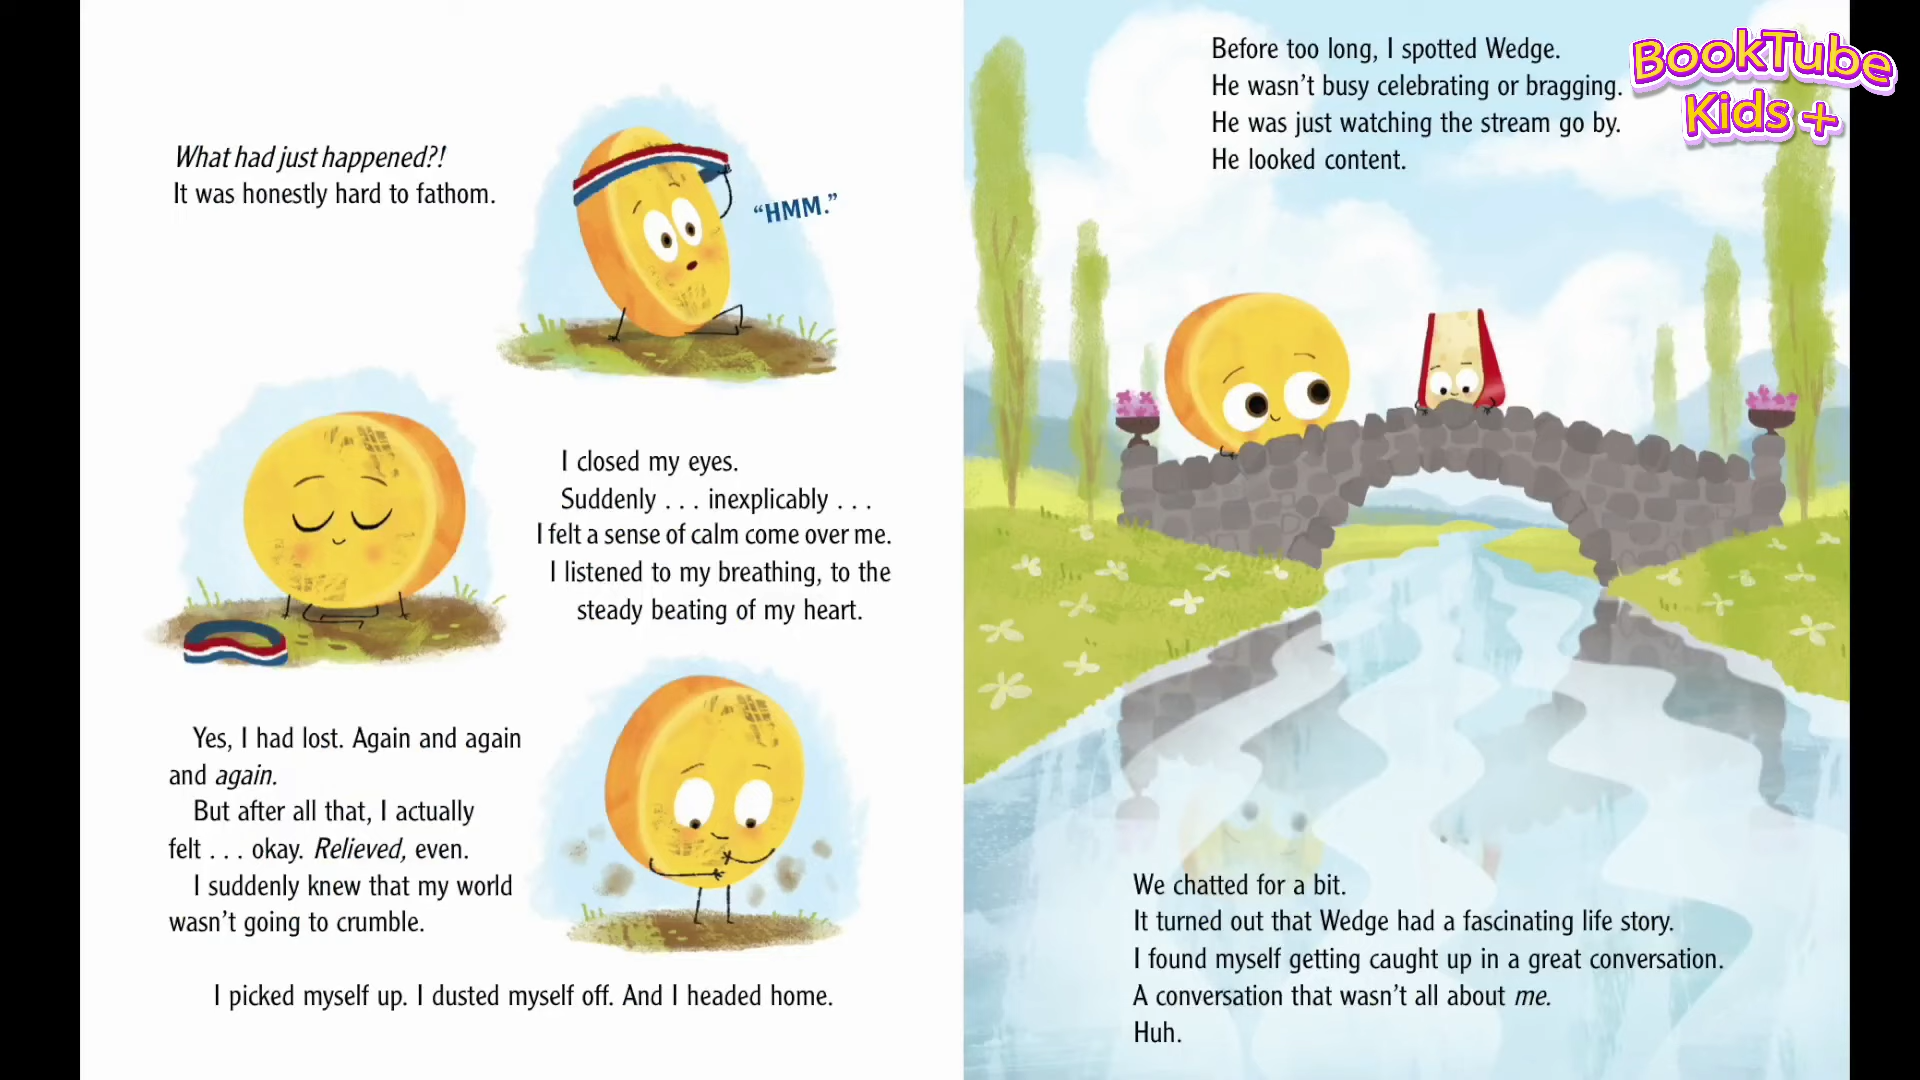 What had just happened?!
It was honestly hard to fathom.
“HMM.”
I closed my eyes.
Suddenly . . . inexplicably . . .
I felt a sense of calm come over me.
I listened to my breathing, to the
steady beating of my heart.
Yes, I had lost. Again and again
and again.
But after all that, I actually
felt . . . okay. Relieved, even.
I suddenly knew that my world
wasn’t going to crumble.
I picked myself up. I dusted myself off. And I headed home.
Before too long, I spotted Wedge.
He wasn’t busy celebrating or bragging.
He was just watching the stream go by.
He looked content.
BookTube
Kids +
We chatted for a bit.
It turned out that Wedge had a fascinating life story.
I found myself getting caught up in a great conversation.
A conversation that wasn’t all about me.
Huh.